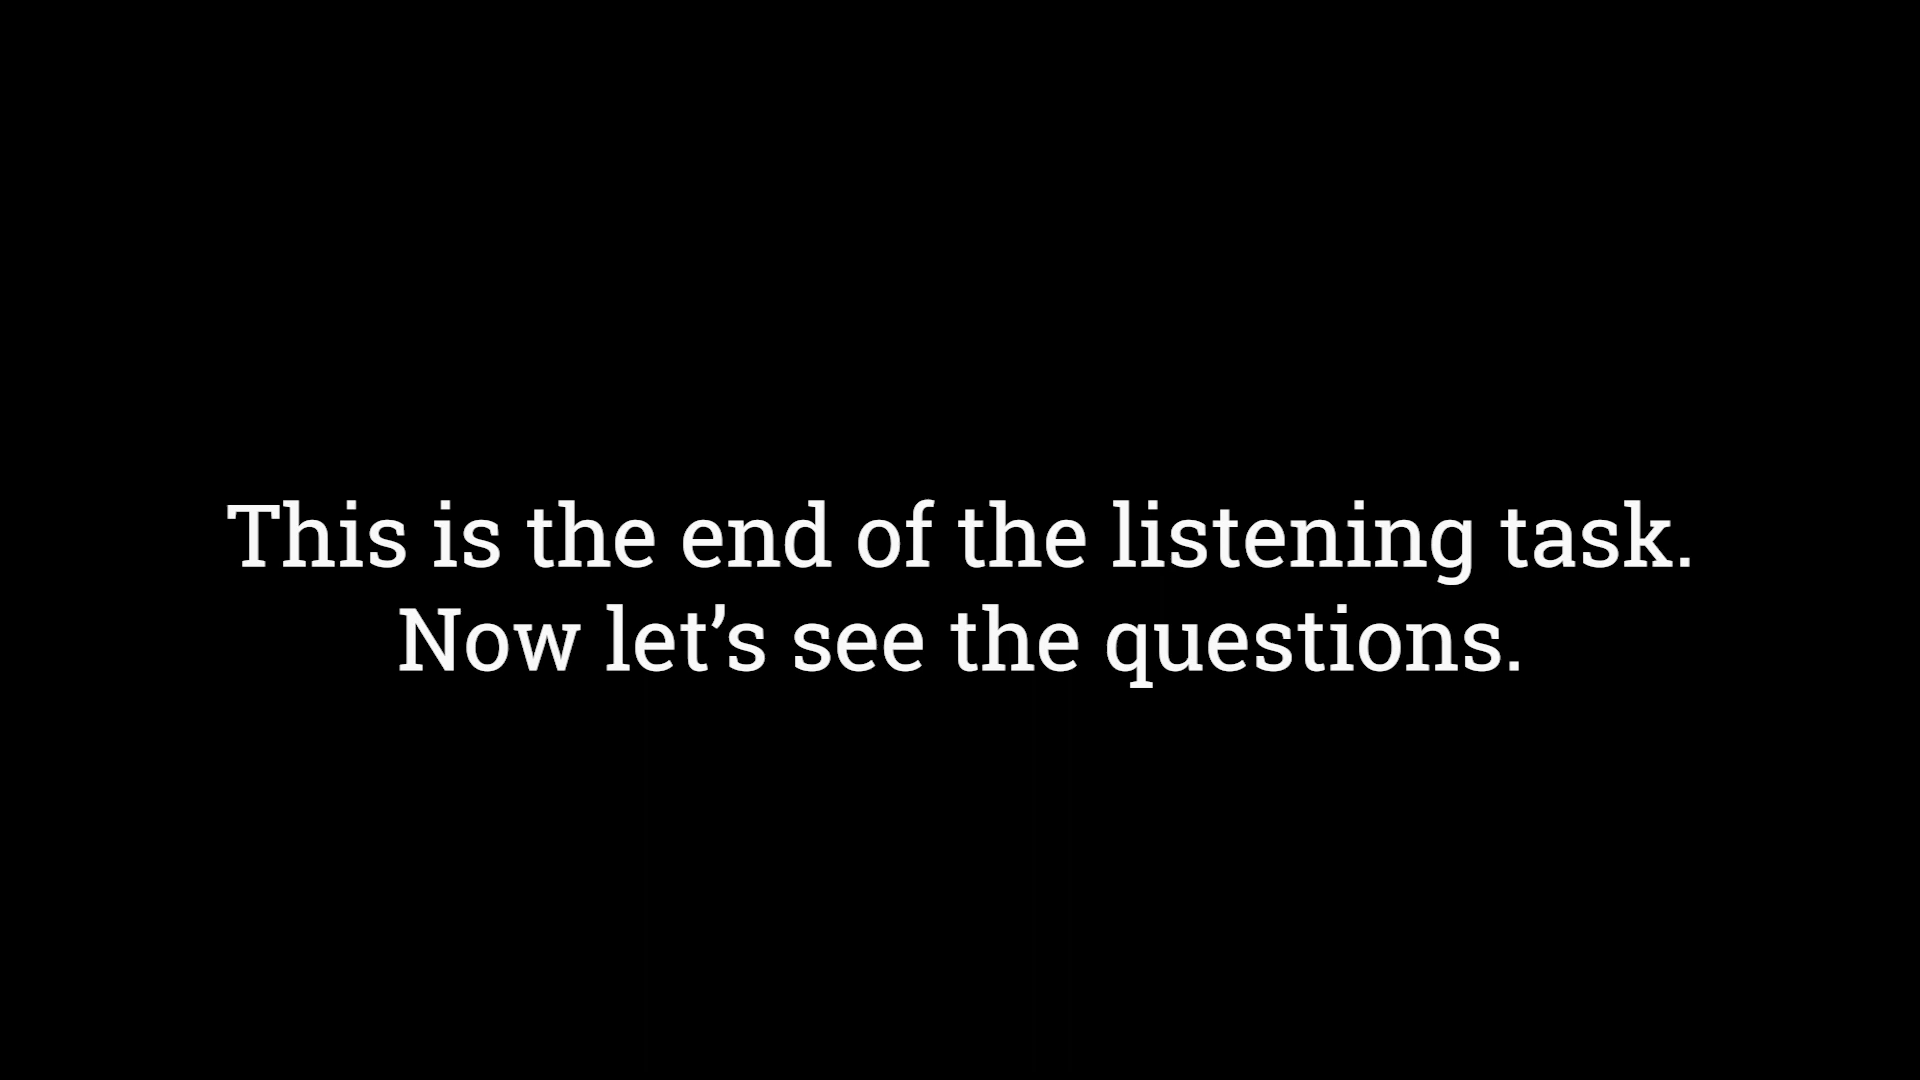 This is the end of the listening task.
Now let’s see the questions.